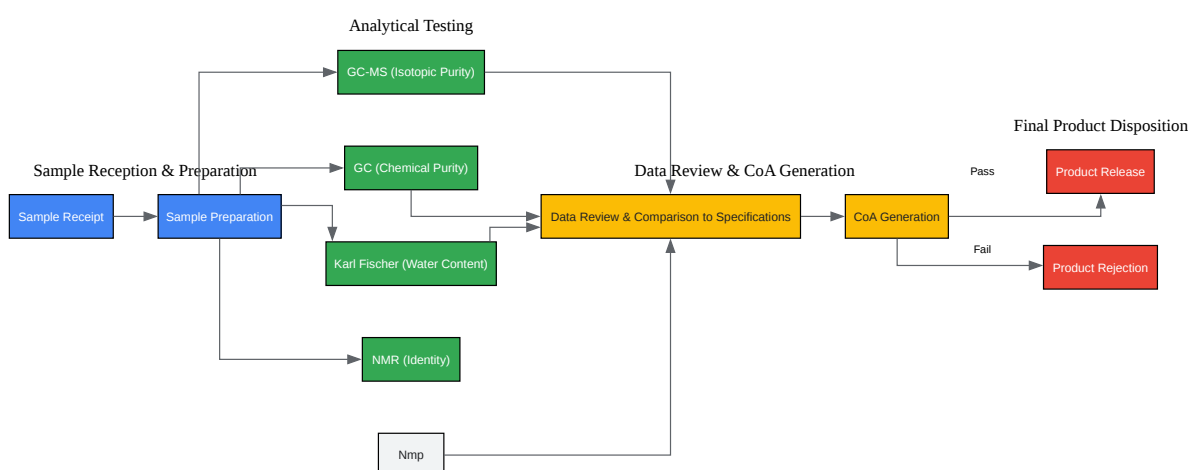 Analytical Testing
GC-MS (Isotopic Purity)
Final Product Disposition
Sample Reception & Preparation
GC (Chemical Purity)
Data Review & CoA Generation
Pass
Product Release
Sample Receipt
Sample Preparation
Data Review & Comparison to Specifications
CoA Generation
Karl Fischer (Water Content)
Fail
Product Rejection
NMR (Identity)
Nmp